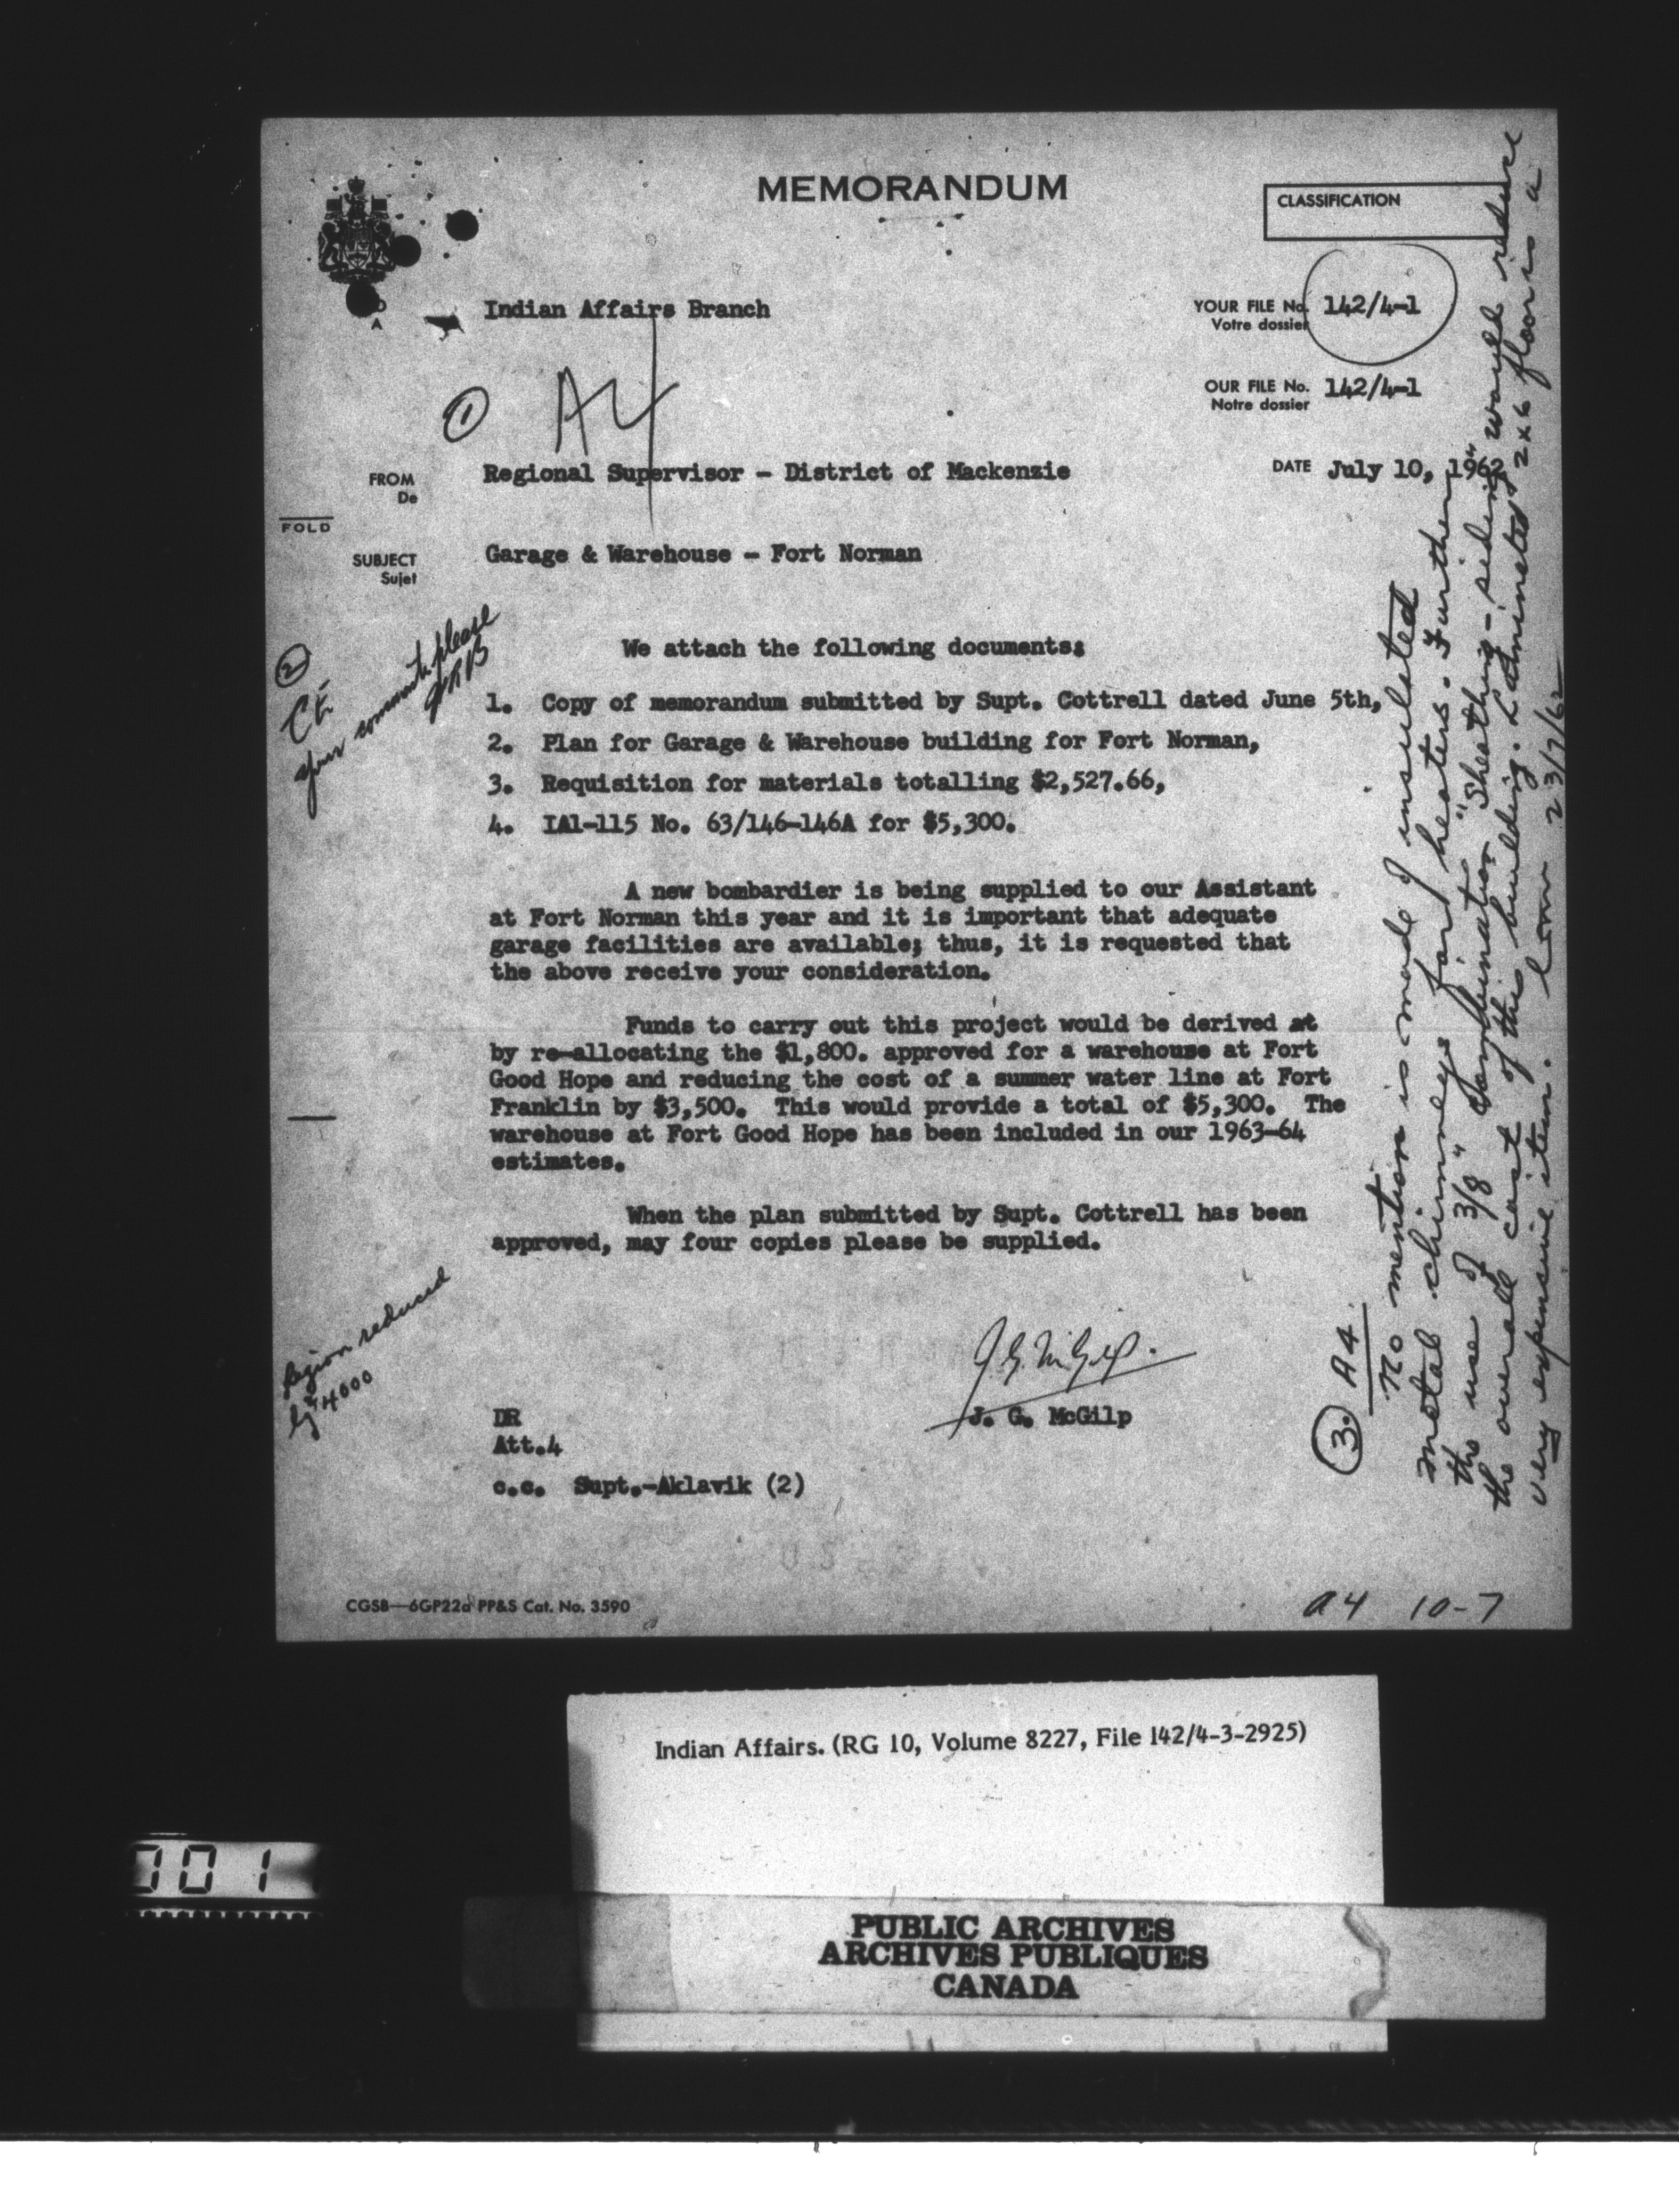 MEMORANDUM
CLASSIFICATION
Indian Affairs Branch
YOUR FILE No. 142/4-1
Votre dossier
A
① A4
OUR FILE No. 142/4-1
Notre dossier
FROM Regional Supervisor - District of Mackenzie
De
DATE July 10, 1962
FOLD
SUBJECT Garage & Warehouse - Fort Norman
Sujet
②
your comments please
We attach the following documents:
1. Copy of memorandum submitted by Supt. Cottrell dated June 5th,
2. Plan for Garage & Warehouse building for Fort Norman,
3. Requisition for materials totalling $2,527.66,
4. IA1-115 No. 63/146-146A for $5,300.
A new bombardier is being supplied to our Assistant
at Fort Norman this year and it is important that adequate
garage facilities are available; thus, it is requested that
the above receive your consideration.
Funds to carry out this project would be derived at
by re-allocating the $1,800. approved for a warehouse at Fort
Good Hope and reducing the cost of a summer water line at Fort
Franklin by $3,500. This would provide a total of $5,300. The
warehouse at Fort Good Hope has been included in our 1963-64
estimates.
When the plan submitted by Supt. Cottrell has been
approved, may four copies please be supplied.
Region reduced
by $4000
J. G. McGilp
J. G. McGilp
DR
Att.4
c.c. Supt.-Aklavik (2)
③ A4.
No mention is made of insulated
metal chimneys for heaters. Further,
the use of 3/8" combination "sheathing-siding" would reduce
the overall cost of this building. Laminated 2x6 floor is a
very expensive item. 23/7/62
CGSB—6GP22a PP&S Cat. No. 3590
A4 10-7
Indian Affairs. (RG 10, Volume 8227, File 142/4-3-2925)
001
PUBLIC ARCHIVES
ARCHIVES PUBLIQUES
CANADA